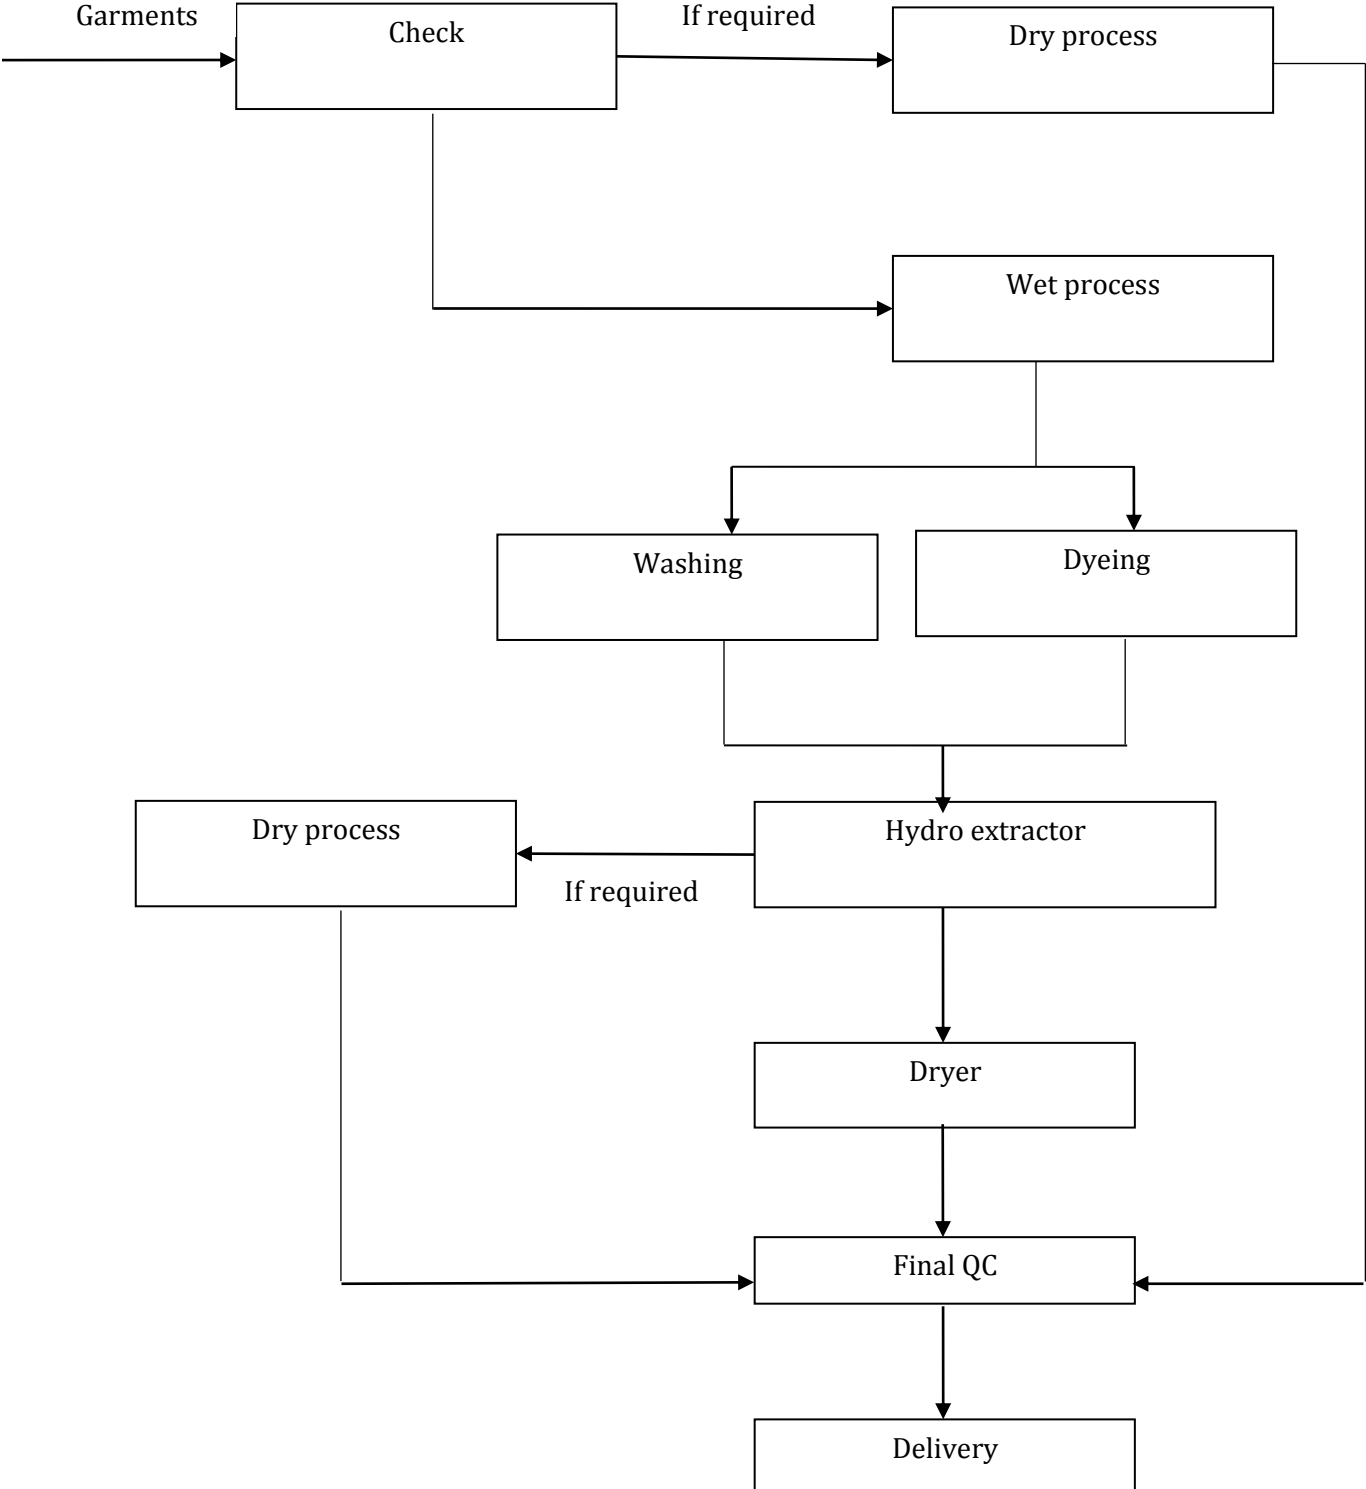 Garments
Check
If required
Dry process
Wet process
Washing
Dyeing
Dry process
Hydro extractor
If required
Dryer
Final QC
Delivery